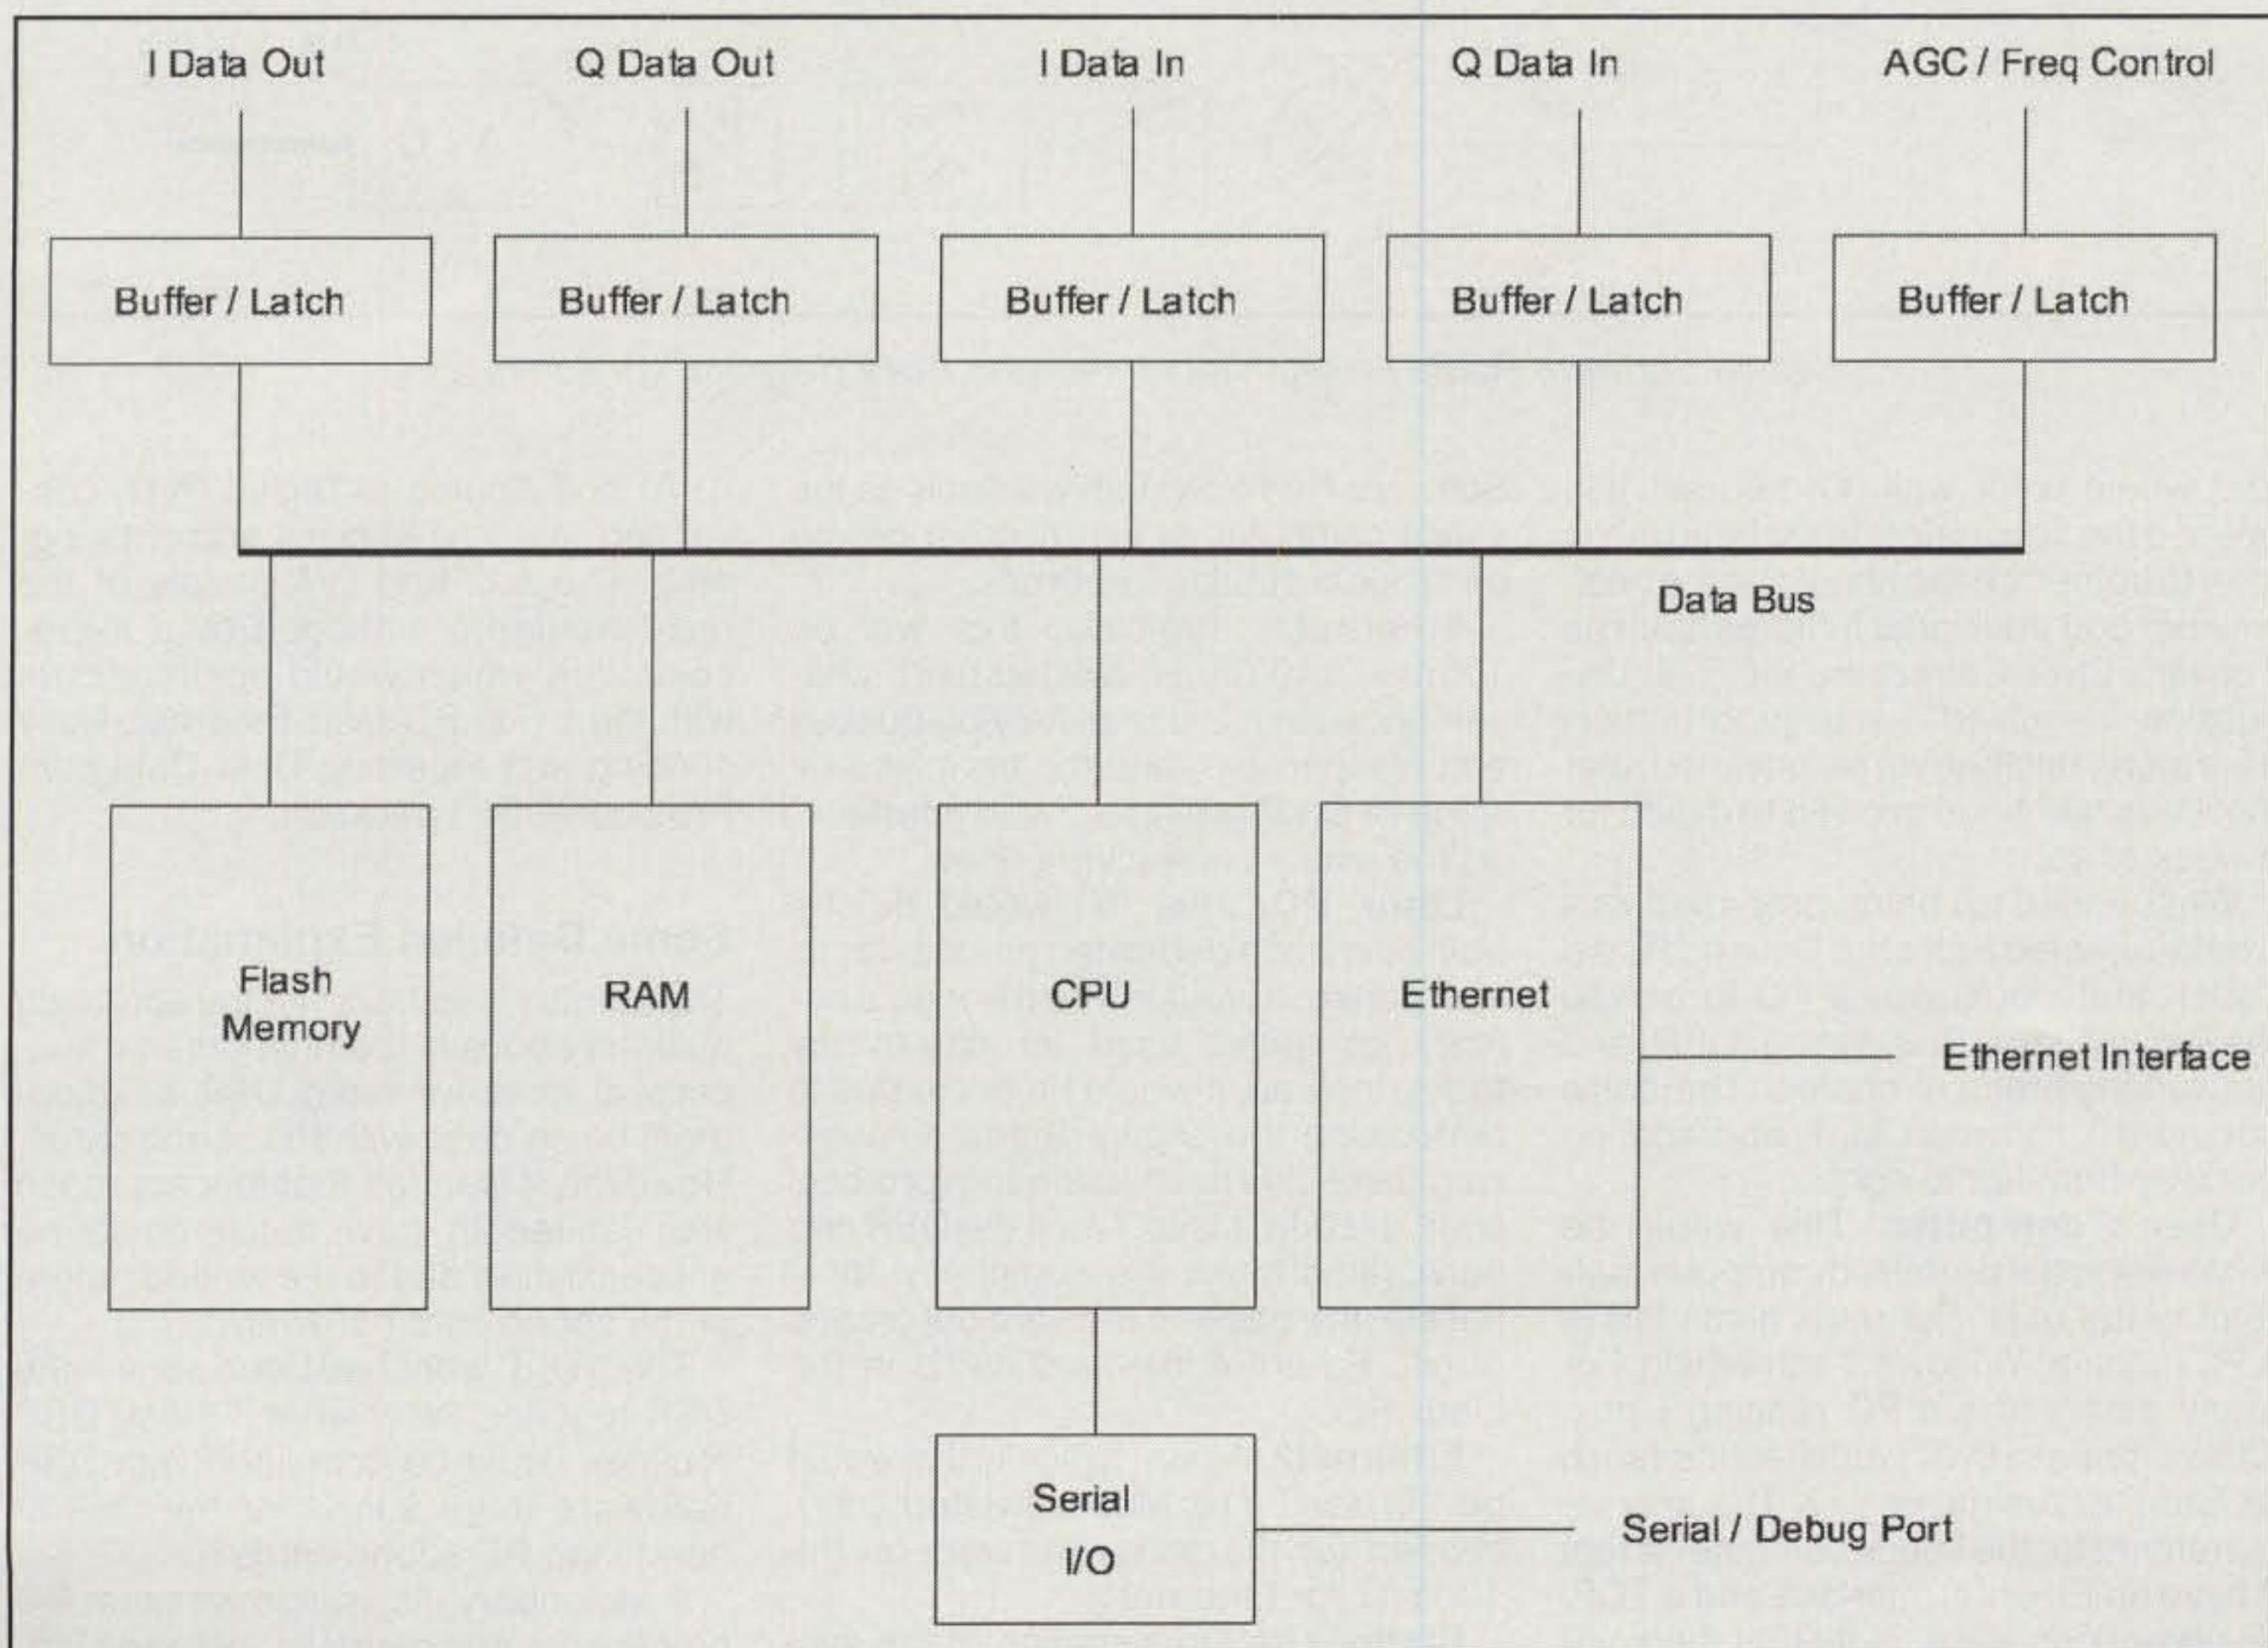 I Data Out
Q Data Out
I Data In
Q Data In
AGC / Freq Control
Buffer / Latch
Buffer / Latch
Buffer / Latch
Buffer / Latch
Buffer / Latch
Data Bus
Flash
Memory
RAM
CPU
Ethernet
Ethernet Interface
Serial
I/O
Serial / Debug Port